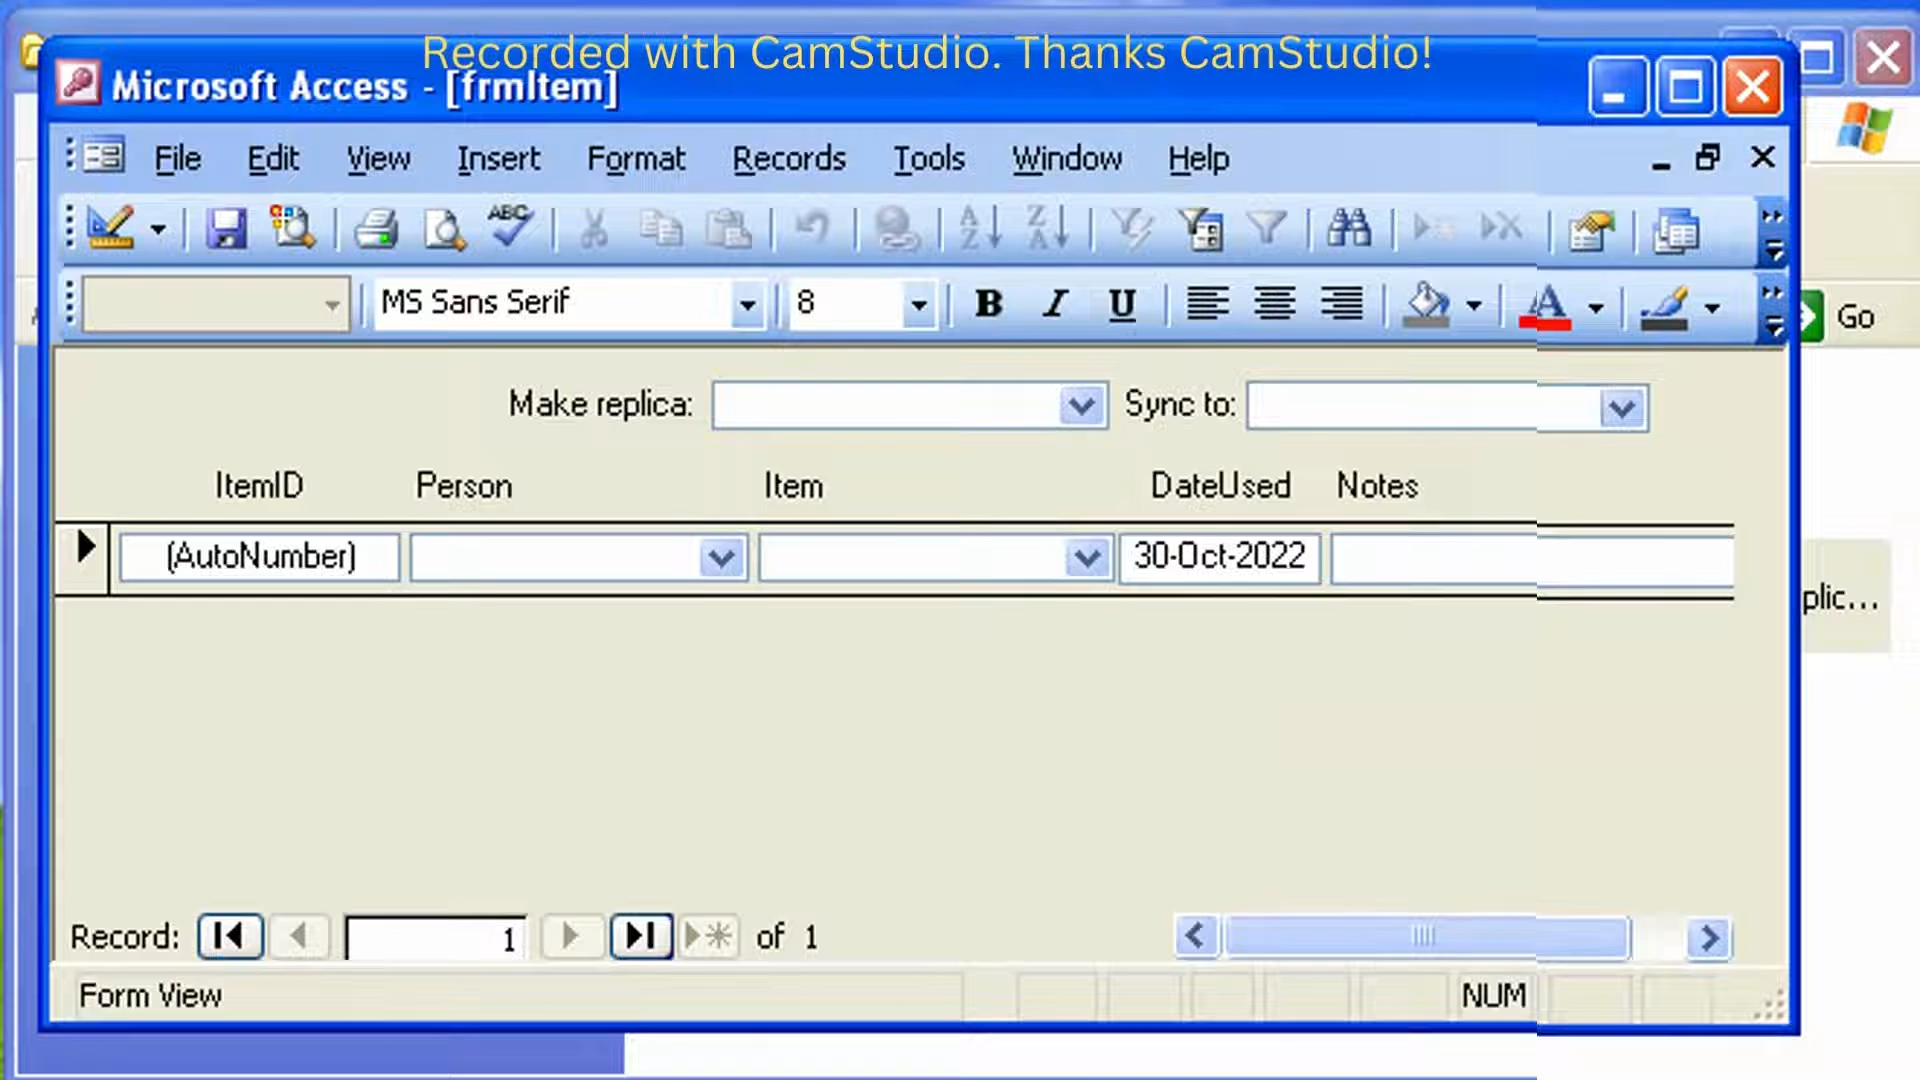 Recorded with CamStudio. Thanks CamStudio!
Microsoft Access - [frmItem]
File Edit View Insert Format Records Tools Window Help
ABC A Z Z A
MS Sans Serif 8 B I U A Go
Make replica: Sync to:
ItemID Person Item DateUsed Notes
(AutoNumber) 30-Oct-2022
plic...
Record: 1 of 1
Form View NUM